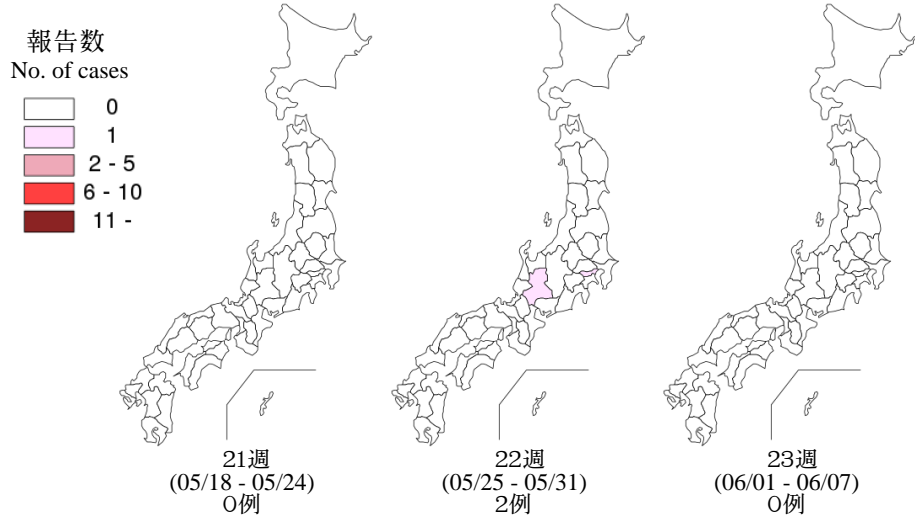 報告数
No. of cases
0
1
2 - 5
6 - 10
11 -
21週
(05/18 - 05/24)
0例
22週
(05/25 - 05/31)
2例
23週
(06/01 - 06/07)
0例